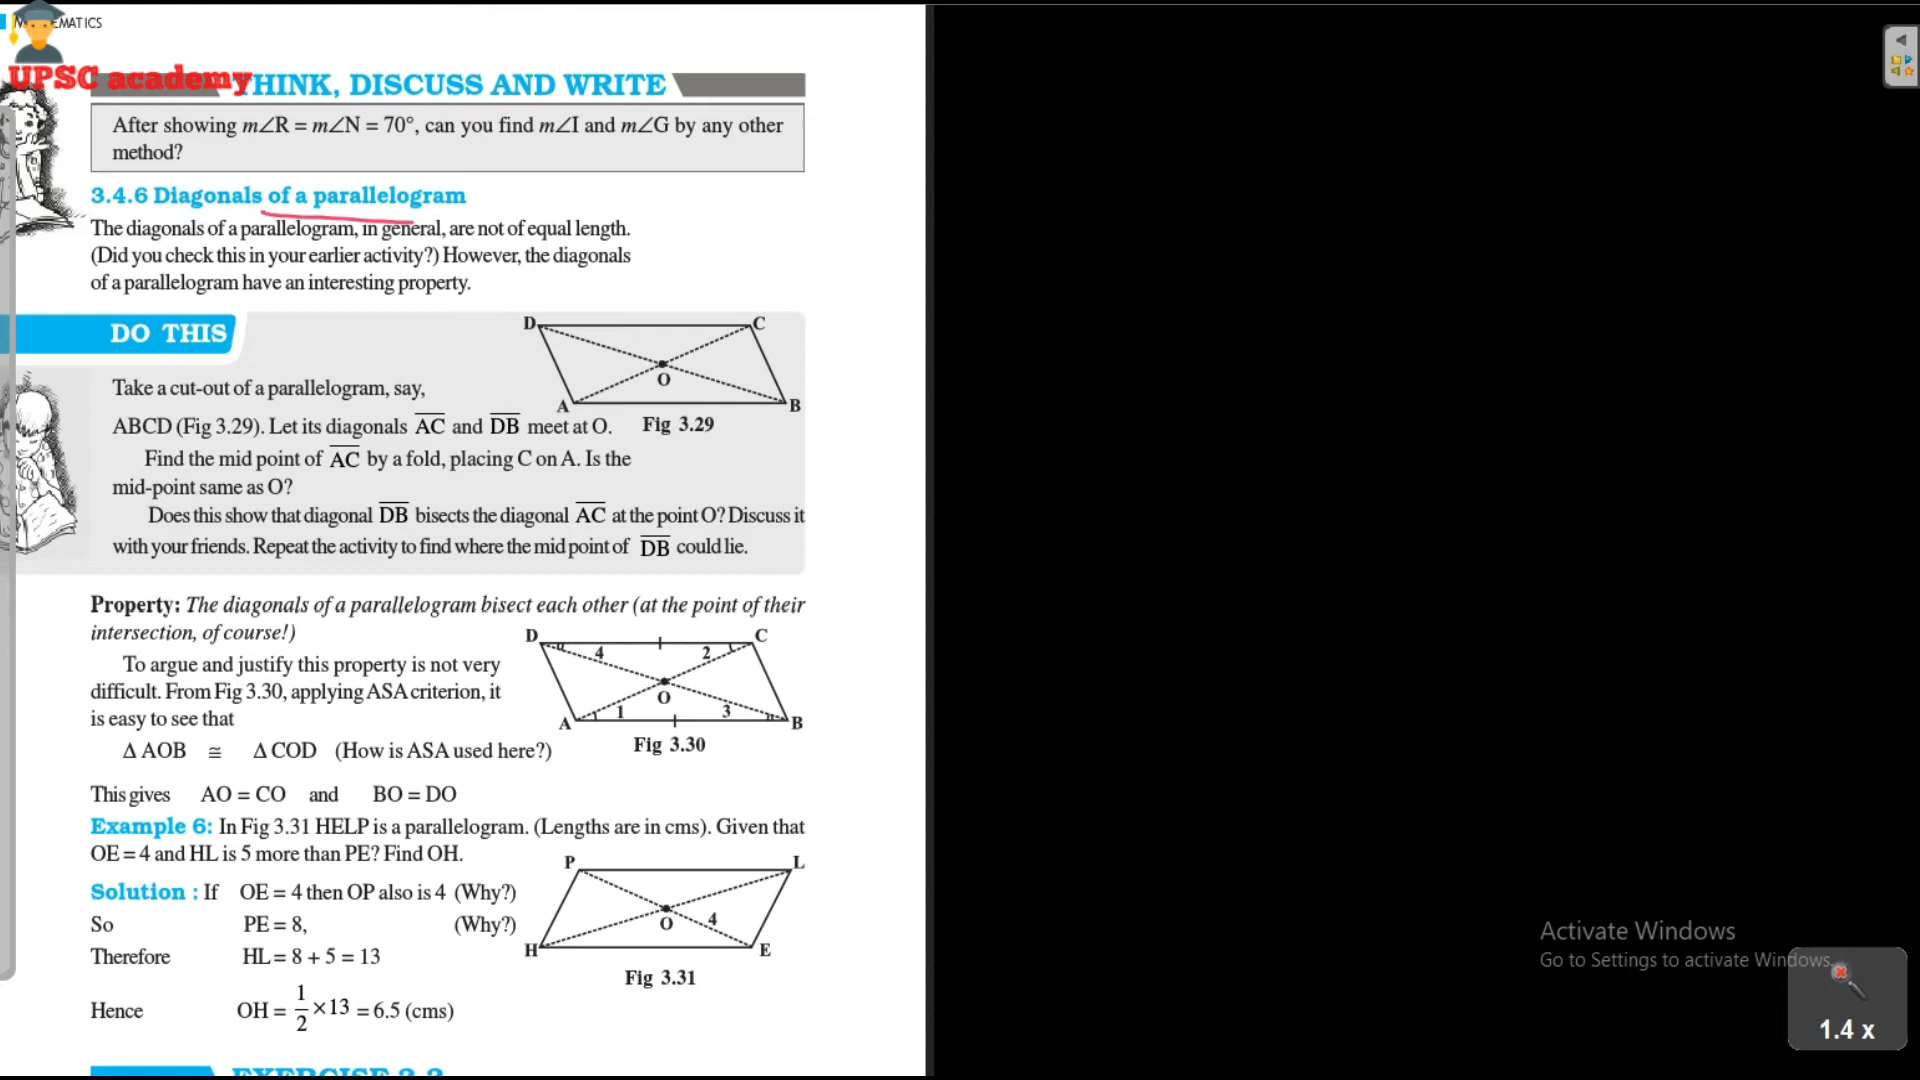 MATHEMATICS
UPSC academy
THINK, DISCUSS AND WRITE
After showing m∠R = m∠N = 70°, can you find m∠I and m∠G by any other
method?
3.4.6 Diagonals of a parallelogram
The diagonals of a parallelogram, in general, are not of equal length.
(Did you check this in your earlier activity?) However, the diagonals
of a parallelogram have an interesting property.
DO THIS
D C
O
A B
Take a cut-out of a parallelogram, say,
ABCD (Fig 3.29). Let its diagonals A̅C̅ and D̅B̅ meet at O.
Fig 3.29
Find the mid point of A̅C̅ by a fold, placing C on A. Is the
mid-point same as O?
Does this show that diagonal D̅B̅ bisects the diagonal A̅C̅ at the point O? Discuss it
with your friends. Repeat the activity to find where the mid point of D̅B̅ could lie.
Property: The diagonals of a parallelogram bisect each other (at the point of their
intersection, of course!)
D C
4 2
O
1 3
A B
Fig 3.30
To argue and justify this property is not very
difficult. From Fig 3.30, applying ASA criterion, it
is easy to see that
Δ AOB ≅ Δ COD (How is ASA used here?)
This gives AO = CO and BO = DO
Example 6: In Fig 3.31 HELP is a parallelogram. (Lengths are in cms). Given that
OE = 4 and HL is 5 more than PE? Find OH.
P L
O 4
H E
Fig 3.31
Solution : If OE = 4 then OP also is 4 (Why?)
So PE = 8, (Why?)
Therefore HL = 8 + 5 = 13
Hence OH = 1/2 × 13 = 6.5 (cms)
EXERCISE 3.3
Activate Windows
Go to Settings to activate Windows.
1.4 x